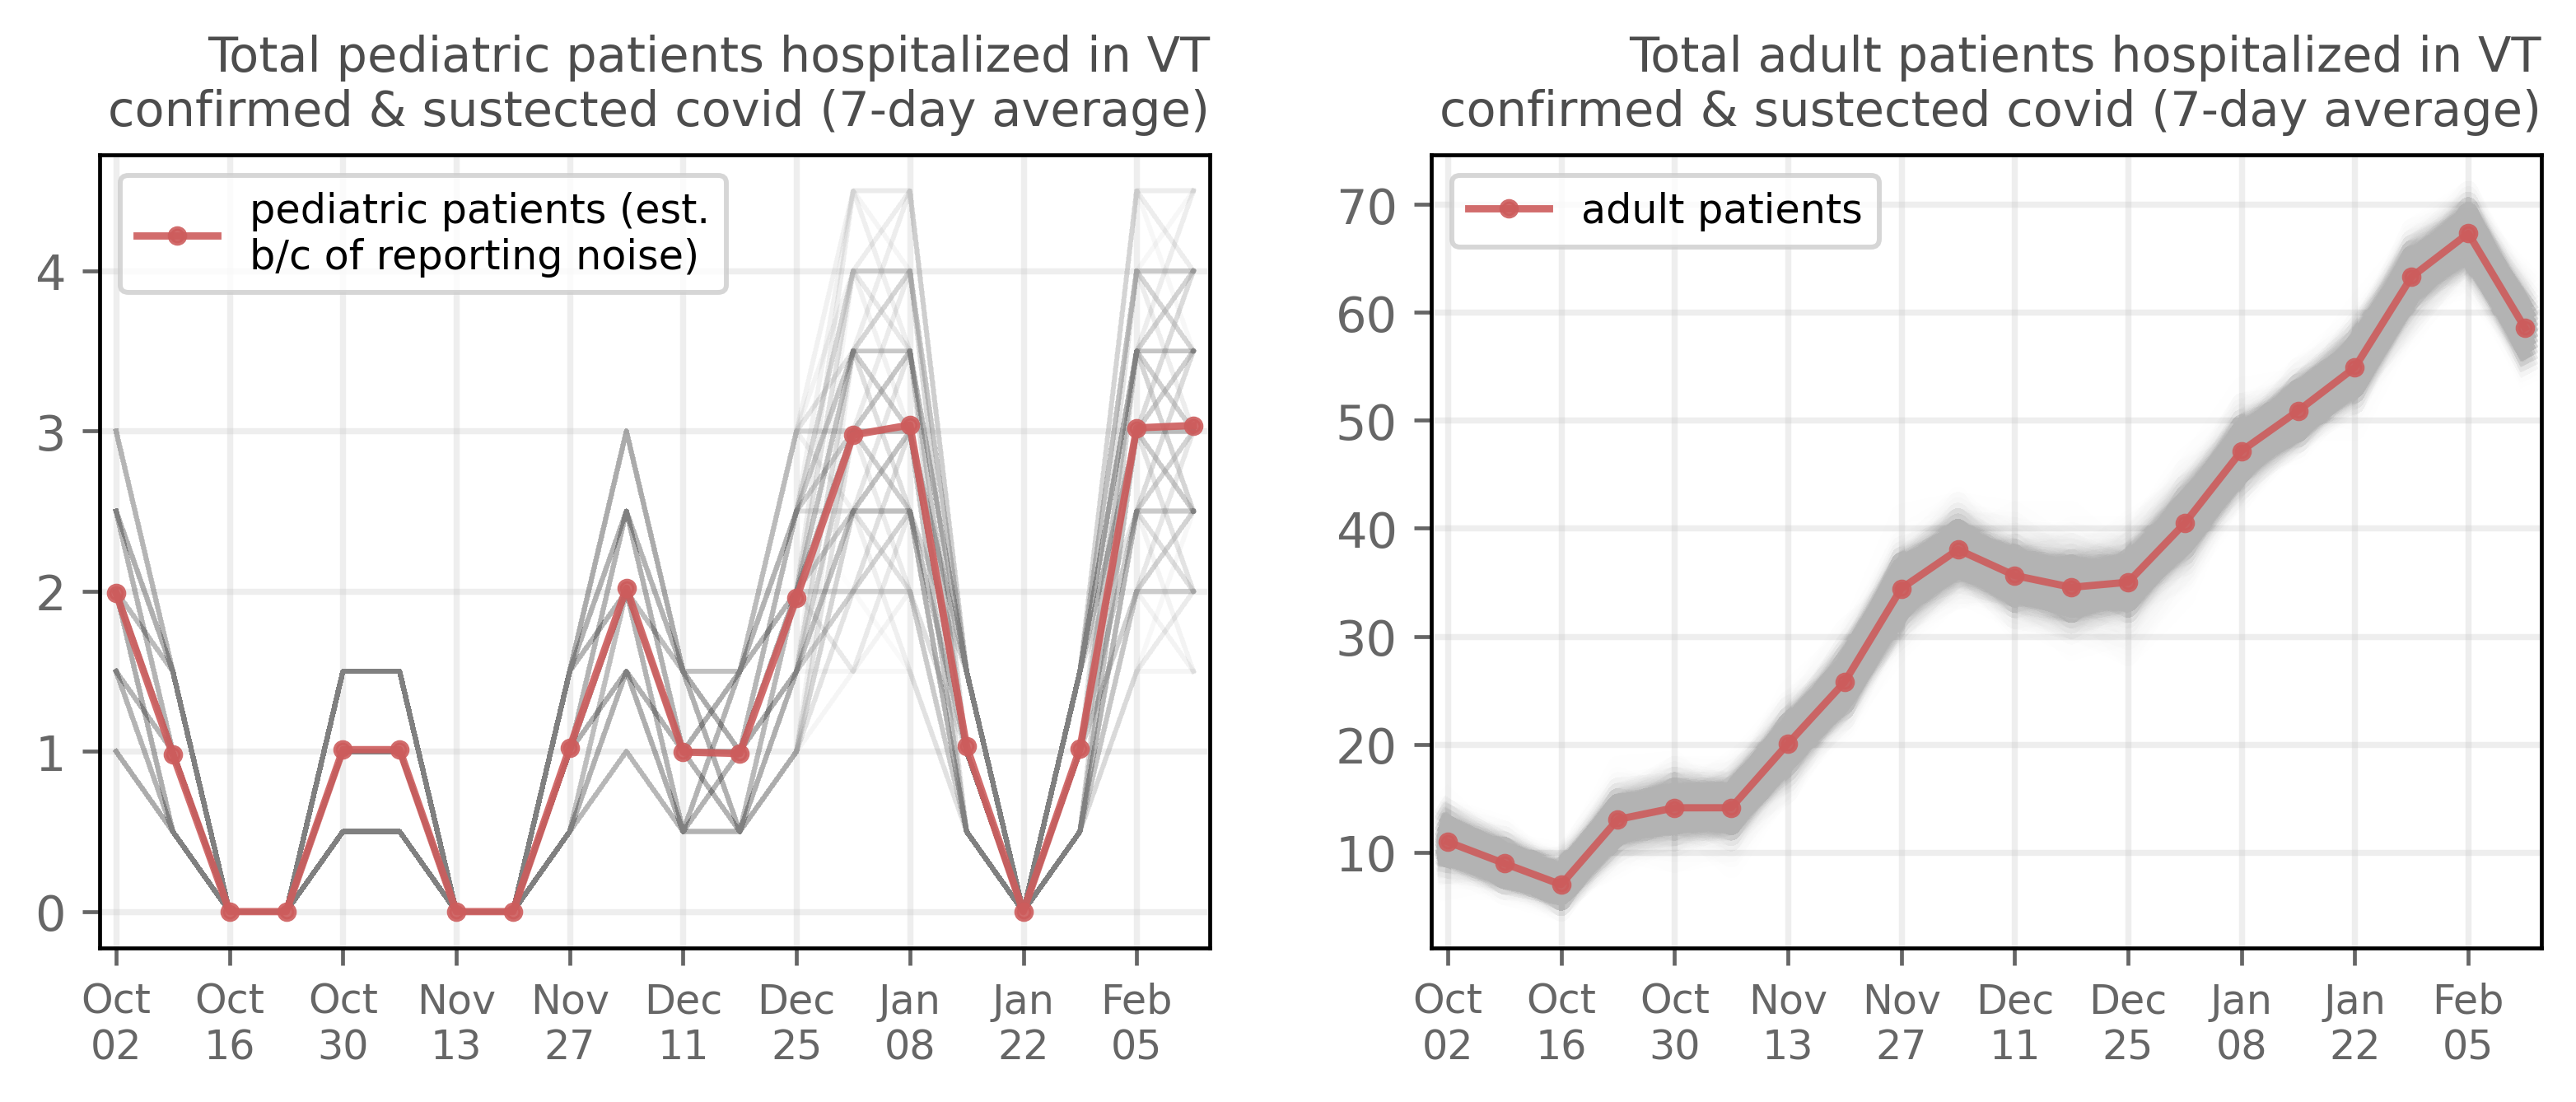 Total pediatric patients hospitalized in VT
confirmed & sustected covid (7-day average)
pediatric patients (est.
b/c of reporting noise)
4
3
2
1
0
Oct Oct Oct Nov Nov Dec Dec Jan Jan Feb
02 16 30 13 27 11 25 08 22 05
Total adult patients hospitalized in VT
confirmed & sustected covid (7-day average)
adult patients
70
60
50
40
30
20
10
Oct Oct Oct Nov Nov Dec Dec Jan Jan Feb
02 16 30 13 27 11 25 08 22 05